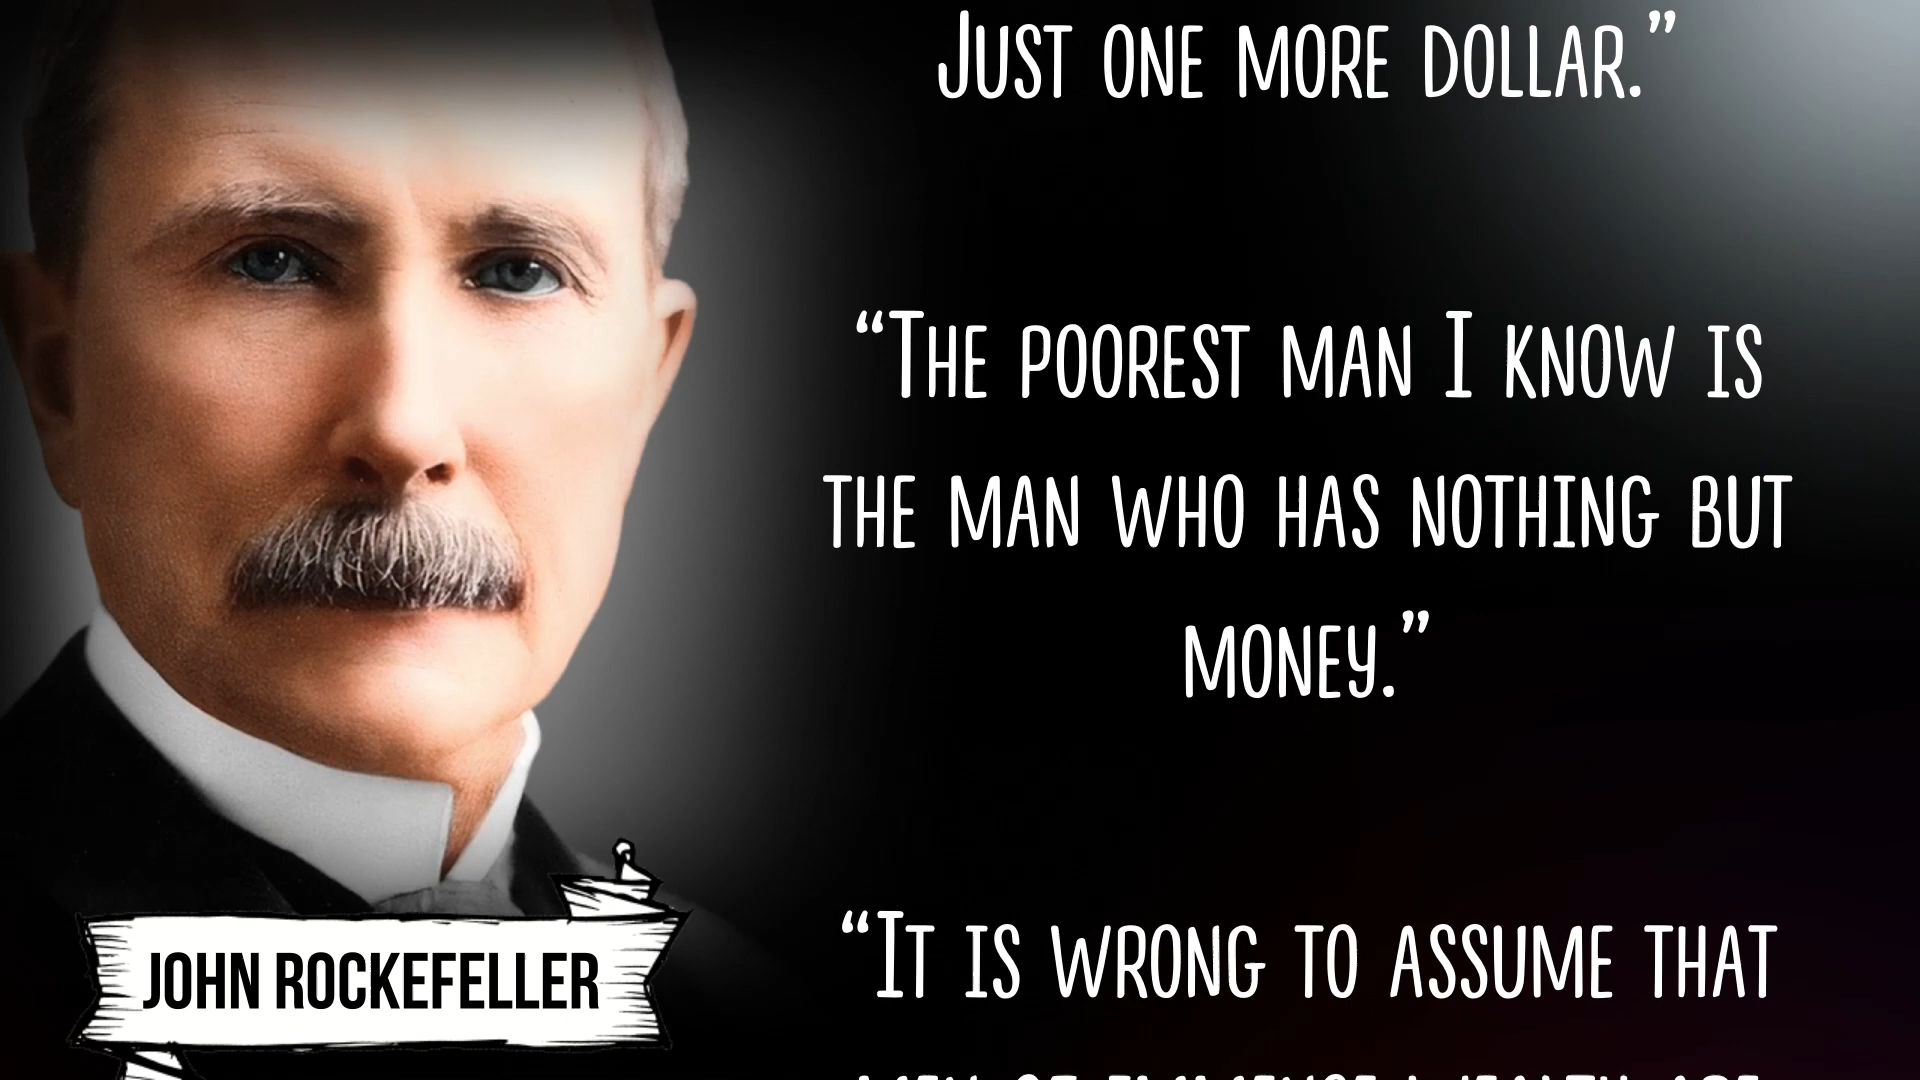 Just one more dollar.”
“The poorest man I know is
the man who has nothing but
money.”
“It is wrong to assume that
John Rockefeller